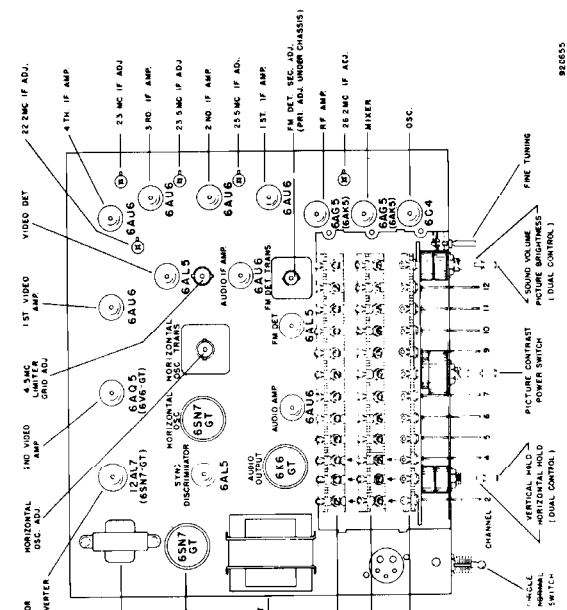 HORIZONTAL
OSC. ADJ.
2ND VIDEO
AMP
4.5MC
LIMITER
GRID ADJ
1ST VIDEO
AMP.
VIDEO DET
22.2MC IF ADJ.
4TH. IF AMP.
23 MC IF ADJ
3 RD. IF AMP.
23.5 MC IF ADJ
2 ND. IF AMP.
25.5 MC IF ADJ.
1ST. IF AMP.
FM DET. SEC. ADJ.
(PRI. ADJ. UNDER CHASSIS)
RF AMP.
26.2MC IF ADJ.
MIXER
OSC.
12AL7
(6SN7-GT)
6AQ5
(6V6-GT)
6AU6
6AL5
6AU6
6AU6
6AU6
6AU6
AUDIO IF AMP.
6AU6
FM DET TRANS
6AU6
6AG5
(6AK5)
6AG5
(6AK5)
6C4
HORIZONTAL
OSC TRANS
HORIZONTAL
OSC
6SN7
GT
FM DET
6AL5
SYNC
DISCRIMINATOR
6AL5
AUDIO AMP
6AU6
AUDIO
OUTPUT
6K6
GT
6SN7
GT
CHANNEL
2
4
5
6
7
9
10
11
12
FINE TUNING
SOUND VOLUME
PICTURE BRIGHTNESS
(DUAL CONTROL)
PICTURE CONTRAST
POWER SWITCH
VERTICAL HOLD
HORIZONTAL HOLD
(DUAL CONTROL)
NORMAL
SWITCH
920655